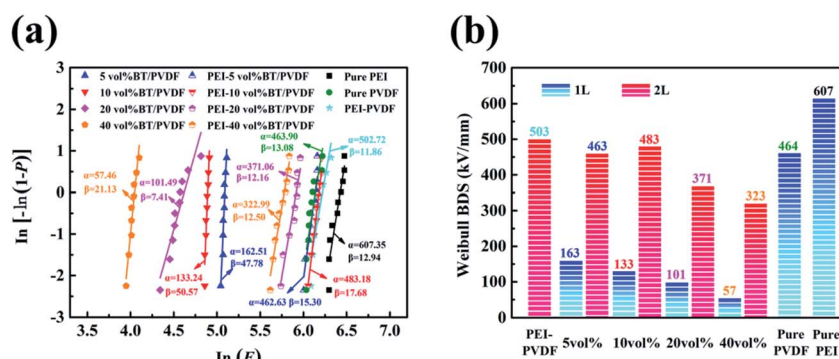 (a)
(b)
3
2
1
0
-1
-2
-3
ln [-ln(1-P)]
5 vol%BT/PVDF
10 vol%BT/PVDF
20 vol%BT/PVDF
40 vol%BT/PVDF
PEI-5 vol%BT/PVDF
PEI-10 vol%BT/PVDF
PEI-20 vol%BT/PVDF
PEI-40 vol%BT/PVDF
Pure PEI
Pure PVDF
PEI-PVDF
α=57.46
β=21.13
α=101.49
β=7.41
α=133.24
β=50.57
α=162.51
β=47.78
α=322.99
β=12.50
α=371.06
β=12.16
α=463.90
β=13.08
α=502.72
β=11.86
α=607.35
β=12.94
α=483.18
β=17.68
α=462.63 β=15.30
3.5 4.0 4.5 5.0 5.5 6.0 6.5 7.0
ln (E)
Weibull BDS (kV/mm)
700
600
500
400
300
200
100
0
1L 2L
503
163
463
133
483
101
371
57
323
464
607
PEI-
PVDF
5vol%
10vol%
20vol%
40vol%
Pure
PVDF
Pure
PEI